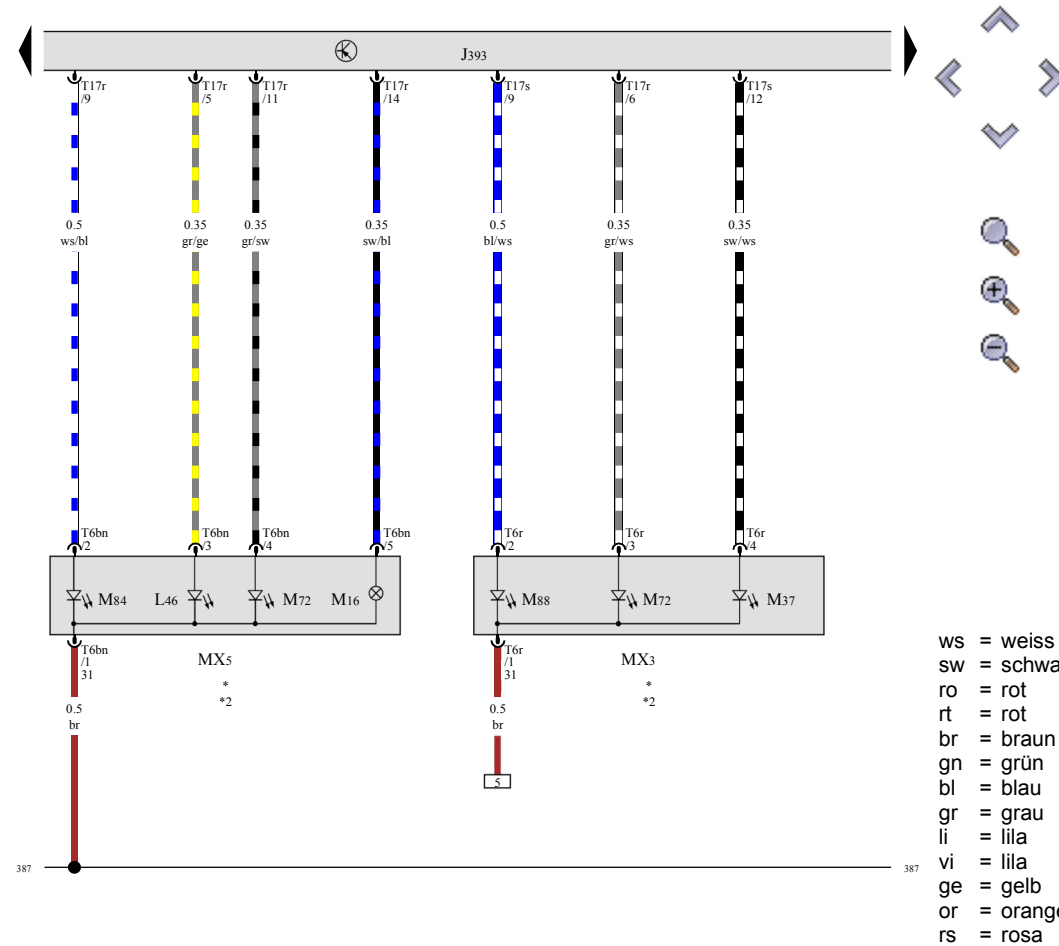 J393
T17r /9
T17r /5
T17r /11
T17r /14
T17s /9
T17r /6
T17s /12
0.5 ws/bl
0.35 gr/ge
0.35 gr/sw
0.35 sw/bl
0.5 bl/ws
0.35 gr/ws
0.35 sw/ws
T6bn /2
T6bn /3
T6bn /4
T6bn /5
T6r /2
T6r /3
T6r /4
M84
L46
M72
M16
M88
M72
M37
T6bn /1 31
MX5
*
*2
T6r /1 31
MX3
*
*2
0.5 br
0.5 br
5
387
387
ws = weiss
sw = schwa
ro = rot
rt = rot
br = braun
gn = grün
bl = blau
gr = grau
li = lila
vi = lila
ge = gelb
or = orange
rs = rosa